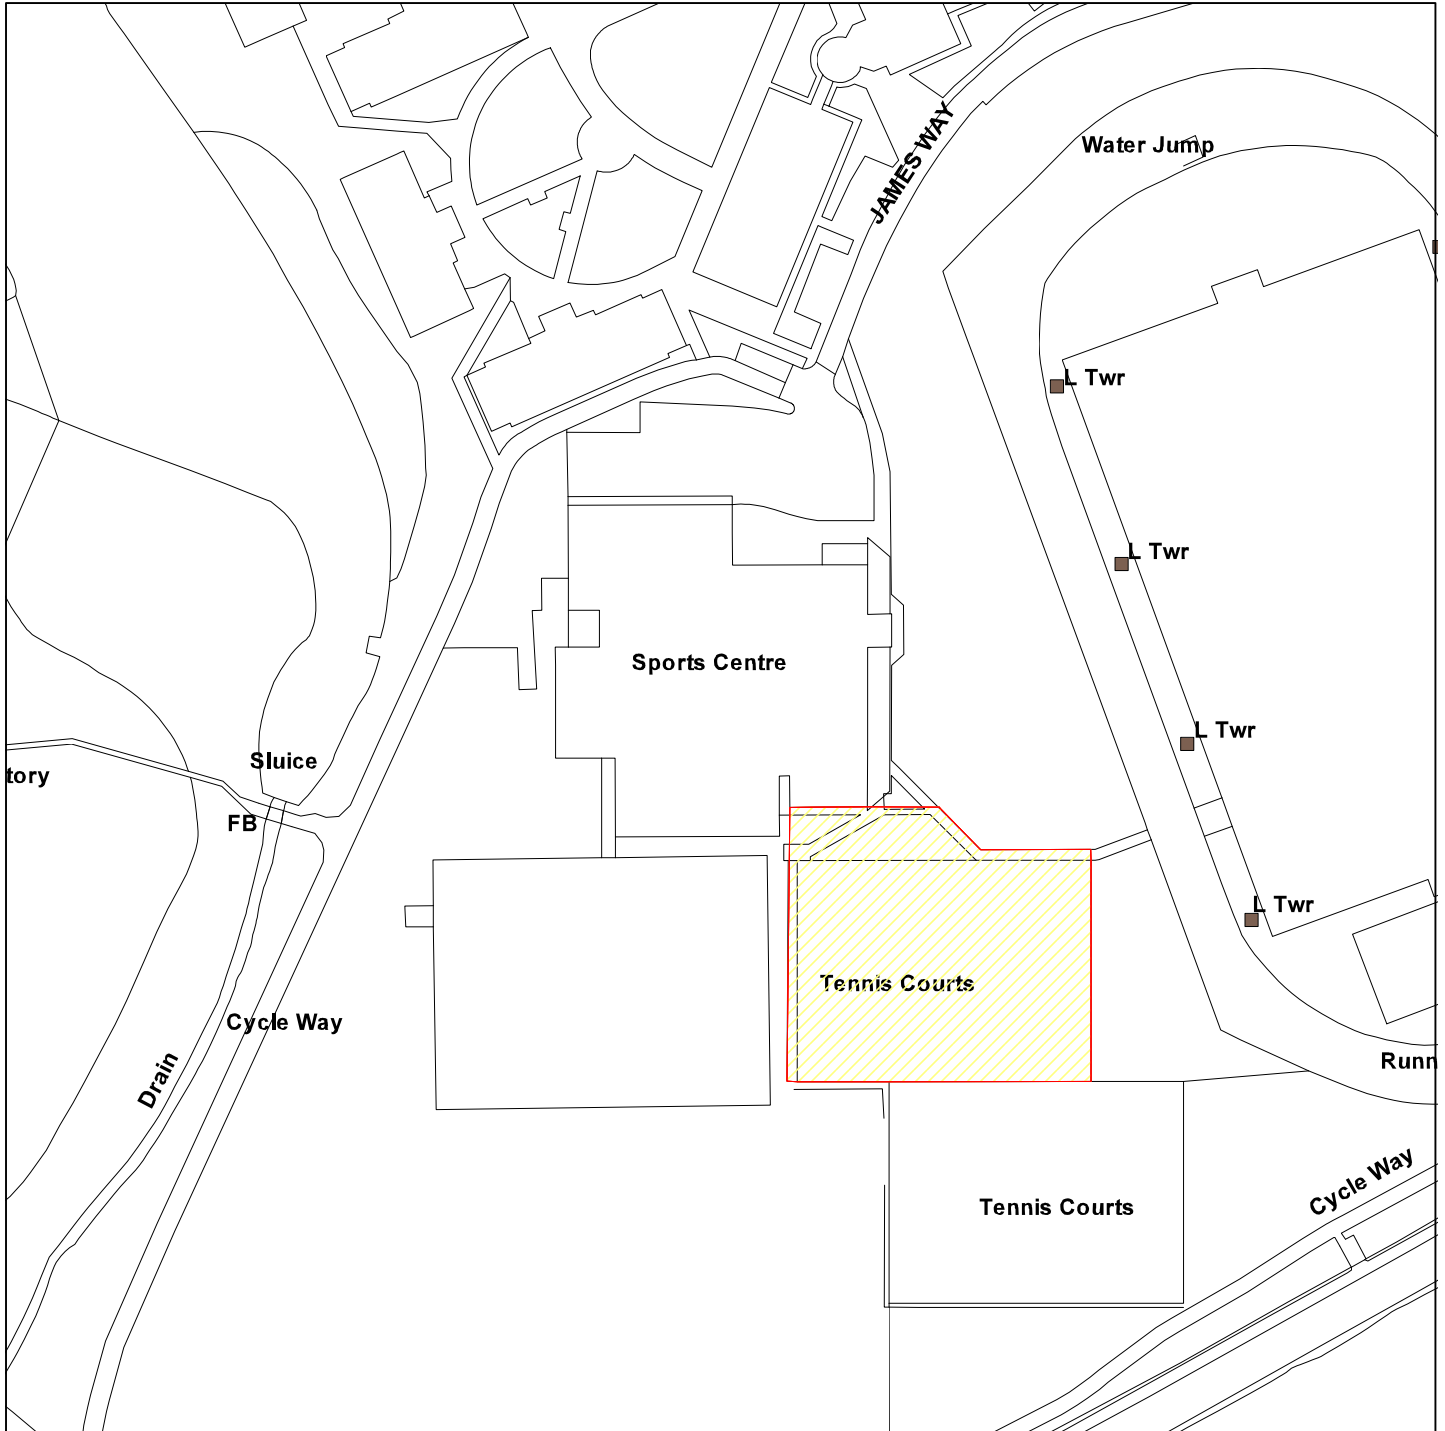 Water Jump
JAMES WAY
L Twr
L Twr
Sports Centre
L Twr
Sluice
tory
FB
L Twr
Tennis Courts
Cycle Way
Runn
Drain
Cycle Way
Tennis Courts